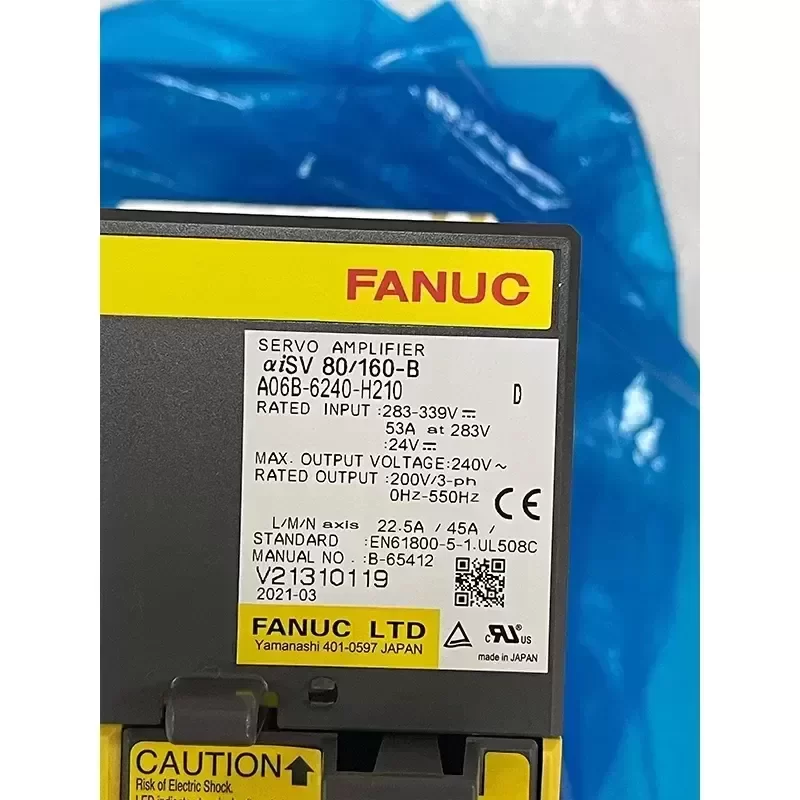 FANUC
SERVO AMPLIFIER
αiSV 80/160-B
A06B-6240-H210 D
RATED INPUT :283-339V⎓
53A at 283V
:24V⎓
MAX. OUTPUT VOLTAGE:240V~
RATED OUTPUT :200V/3-ph
0Hz-550Hz
CE
L/M/N axis 22.5A / 45A /
STANDARD :EN61800-5-1.UL508C
MANUAL NO. :B-65412
V21310119
2021-03
FANUC LTD
Yamanashi 401-0597 JAPAN
c RU US
made in JAPAN
CAUTION
Risk of Electric Shock.